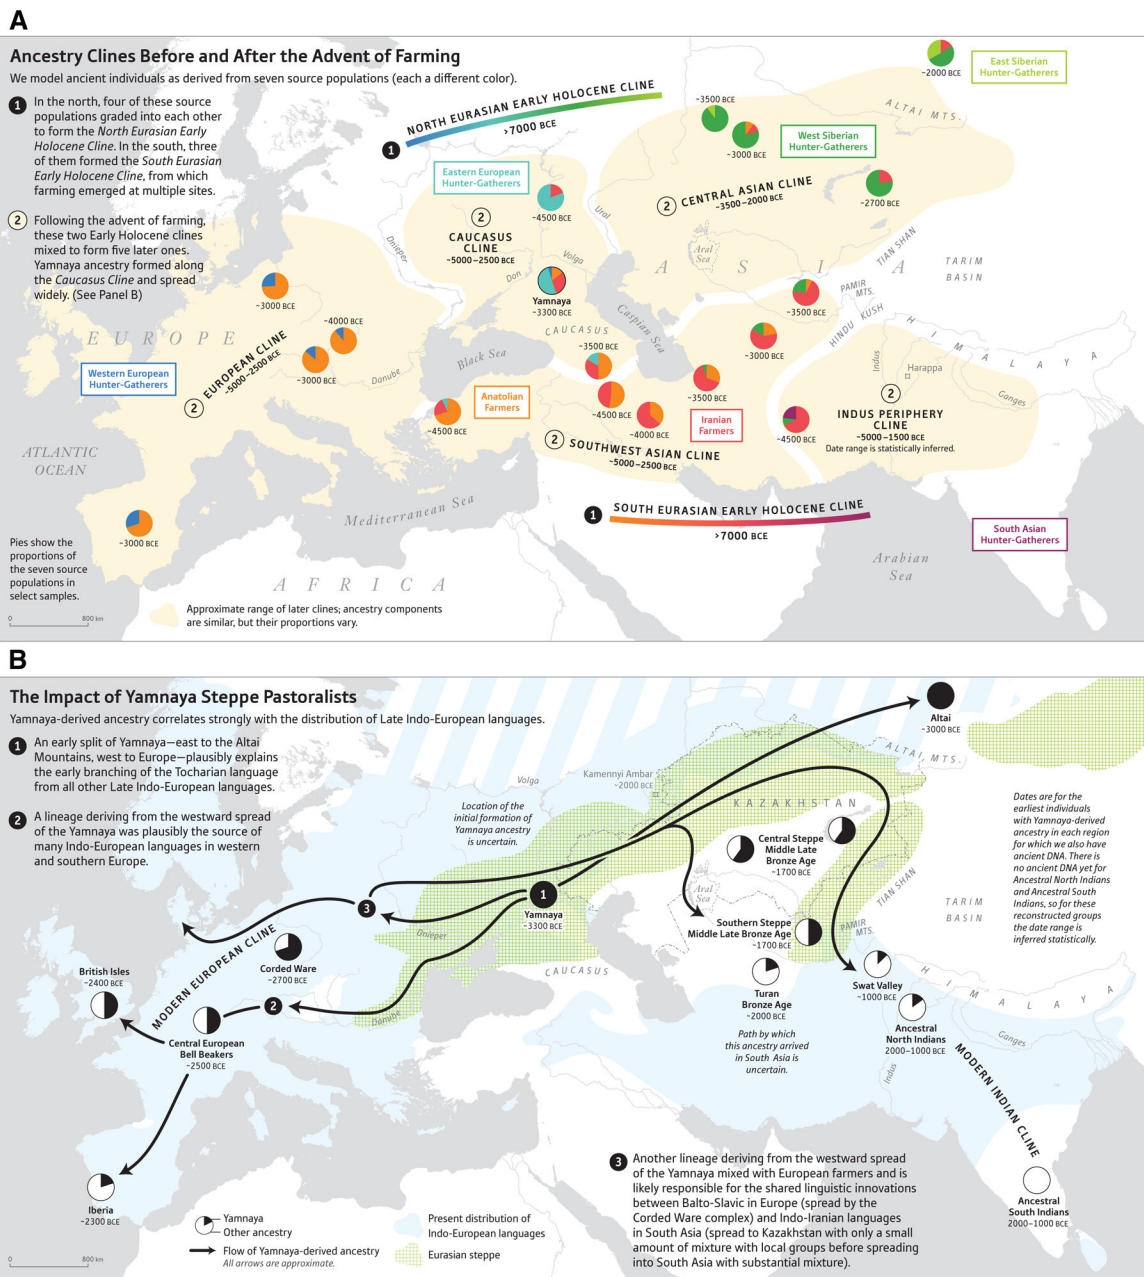 A
Ancestry Clines Before and After the Advent of Farming
We model ancient individuals as derived from seven source populations (each a different color).
1 In the north, four of these source
populations graded into each other
to form the North Eurasian Early
Holocene Cline. In the south, three
of them formed the South Eurasian
Early Holocene Cline, from which
farming emerged at multiple sites.
2 Following the advent of farming,
these two Early Holocene clines
mixed to form five later ones.
Yamnaya ancestry formed along
the Caucasus Cline and spread
widely. (See Panel B)
1 NORTH EURASIAN EARLY HOLOCENE CLINE
>7000 BCE
~2000 BCE
East Siberian
Hunter-Gatherers
ALTAI MTS.
~3500 BCE
~3000 BCE
West Siberian
Hunter-Gatherers
~2700 BCE
2 CENTRAL ASIAN CLINE
~3500–2000 BCE
Eastern European
Hunter-Gatherers
~4500 BCE
2
CAUCASUS
CLINE
~5000–2500 BCE
Ural
Volga
Don
Dnieper
Yamnaya
~3300 BCE
Aral
Sea
ASIA
TIAN SHAN
TARIM
BASIN
PAMIR
MTS.
HINDU KUSH
HIMALAYA
~3500 BCE
~3000 BCE
~3500 BCE
~3000 BCE
EUROPE
~4000 BCE
~3000 BCE
2 EUROPEAN CLINE
~5000–2500 BCE
Western European
Hunter-Gatherers
Danube
Black Sea
CAUCASUS
Caspian Sea
~3500 BCE
~4500 BCE
~4000 BCE
Anatolian
Farmers
~4500 BCE
Iranian
Farmers
2 SOUTHWEST ASIAN CLINE
~5000–2500 BCE
Indus
Harappa
Ganges
2
INDUS PERIPHERY
CLINE
~5000–1500 BCE
Date range is statistically inferred.
~4500 BCE
ATLANTIC
OCEAN
Mediterranean Sea
1 SOUTH EURASIAN EARLY HOLOCENE CLINE
>7000 BCE
South Asian
Hunter-Gatherers
Arabian
Sea
~3000 BCE
AFRICA
Pies show the
proportions of
the seven source
populations in
select samples.
0 800 km
Approximate range of later clines; ancestry components
are similar, but their proportions vary.
B
The Impact of Yamnaya Steppe Pastoralists
Yamnaya-derived ancestry correlates strongly with the distribution of Late Indo-European languages.
1 An early split of Yamnaya—east to the Altai
Mountains, west to Europe—plausibly explains
the early branching of the Tocharian language
from all other Late Indo-European languages.
2 A lineage deriving from the westward spread
of the Yamnaya was plausibly the source of
many Indo-European languages in western
and southern Europe.
Altai
~3000 BCE
ALTAI MTS.
Volga
Kamennyi Ambar
~2000 BCE
KAZAKHSTAN
Location of the
initial formation of
Yamnaya ancestry
is uncertain.
Dates are for the
earliest individuals
with Yamnaya-derived
ancestry in each region
for which we also have
ancient DNA. There is
no ancient DNA yet for
Ancestral North Indians
and Ancestral South
Indians, so for these
reconstructed groups
the date range is
inferred statistically.
Central Steppe
Middle Late
Bronze Age
~1700 BCE
Aral
Sea
TIAN SHAN
TARIM
BASIN
PAMIR
MTS.
1
Yamnaya
~3300 BCE
3
Dnieper
Southern Steppe
Middle Late Bronze Age
~1700 BCE
MODERN EUROPEAN CLINE
Corded Ware
~2700 BCE
British Isles
~2400 BCE
2
Danube
CAUCASUS
Turan
Bronze Age
~2000 BCE
Swat Valley
~1000 BCE
HIMALAYA
Central European
Bell Beakers
~2500 BCE
Ancestral
North Indians
2000–1000 BCE
Path by which
this ancestry arrived
in South Asia is
uncertain.
Indus
Ganges
MODERN INDIAN CLINE
Iberia
~2300 BCE
Ancestral
South Indians
2000–1000 BCE
3 Another lineage deriving from the westward spread
of the Yamnaya mixed with European farmers and is
likely responsible for the shared linguistic innovations
between Balto-Slavic in Europe (spread by the
Corded Ware complex) and Indo-Iranian languages
in South Asia (spread to Kazakhstan with only a small
amount of mixture with local groups before spreading
into South Asia with substantial mixture).
Yamnaya
Other ancestry
Flow of Yamnaya-derived ancestry
All arrows are approximate.
Present distribution of
Indo-European languages
Eurasian steppe
0 800 km